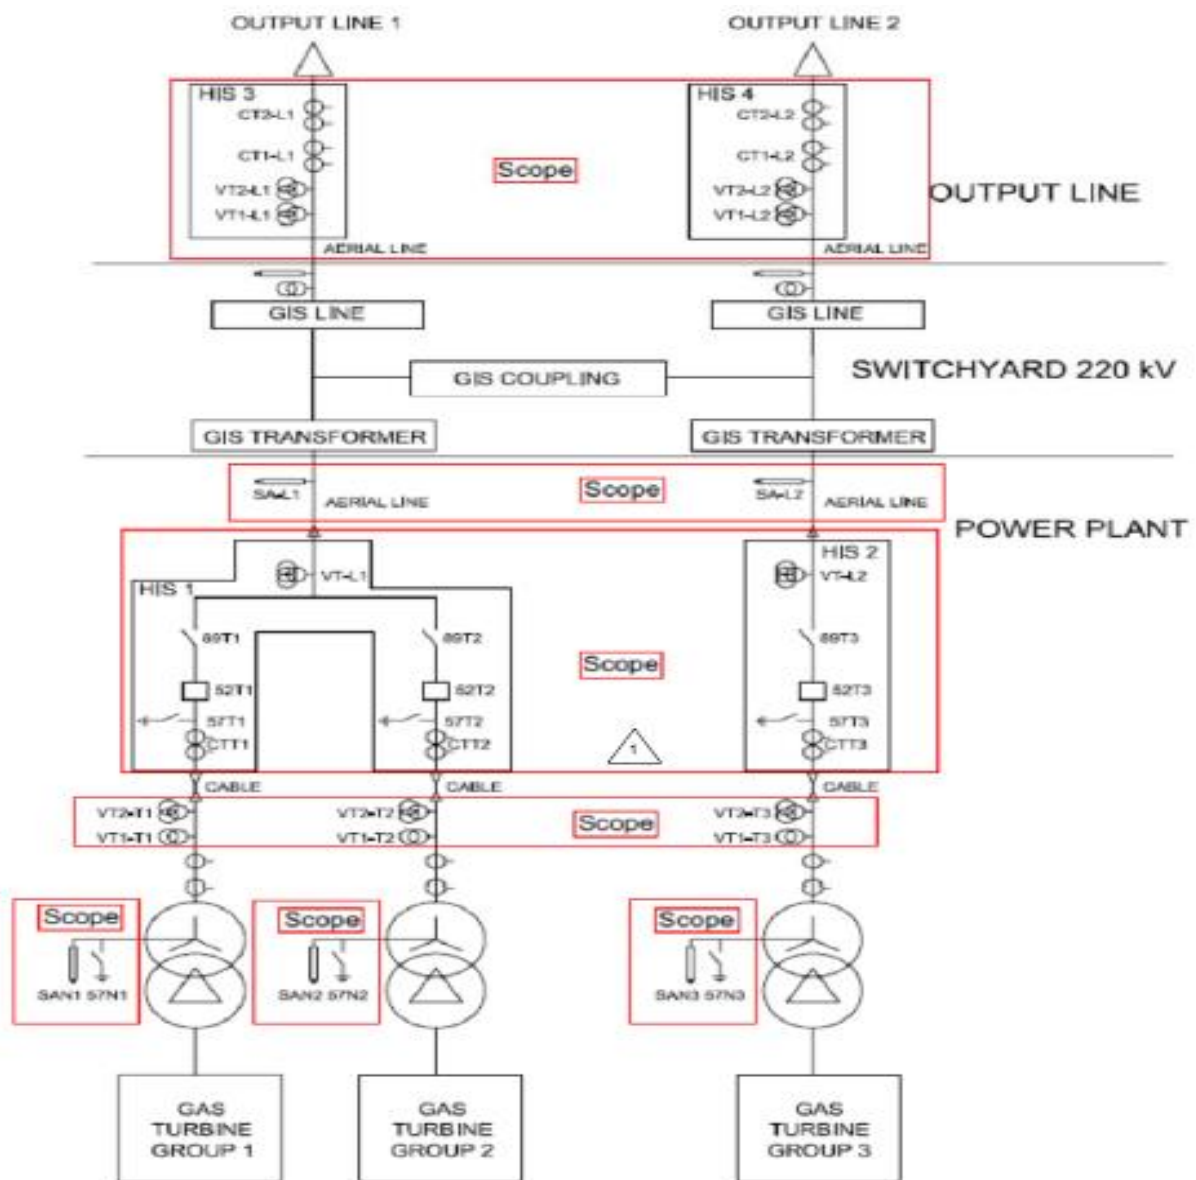 OUTPUT LINE 1
OUTPUT LINE 2
HIS 3
HIS 4
CT2-L1
CT2-L2
CT1-L1
Scope
CT1-L2
VT2-L1
VT2-L2
OUTPUT LINE
VT1-L1
VT1-L2
AERIAL LINE
AERIAL LINE
GIS LINE
GIS LINE
GIS COUPLING
SWITCHYARD 220 kV
GIS TRANSFORMER
GIS TRANSFORMER
SA-L1
AERIAL LINE
Scope
SA-L2
AERIAL LINE
POWER PLANT
HIS 1
VT-L1
HIS 2
VT-L2
89T1
89T2
89T3
Scope
52T1
52T2
52T3
57T1
57T2
57T3
CTT1
CTT2
1
CTT3
CABLE
CABLE
CABLE
VT2-T1
VT2-T2
VT2-T3
Scope
VT1-T1
VT1-T2
VT1-T3
Scope
Scope
Scope
SAN1 57N1
SAN2 57N2
SAN3 57N3
GAS
TURBINE
GROUP 1
GAS
TURBINE
GROUP 2
GAS
TURBINE
GROUP 3